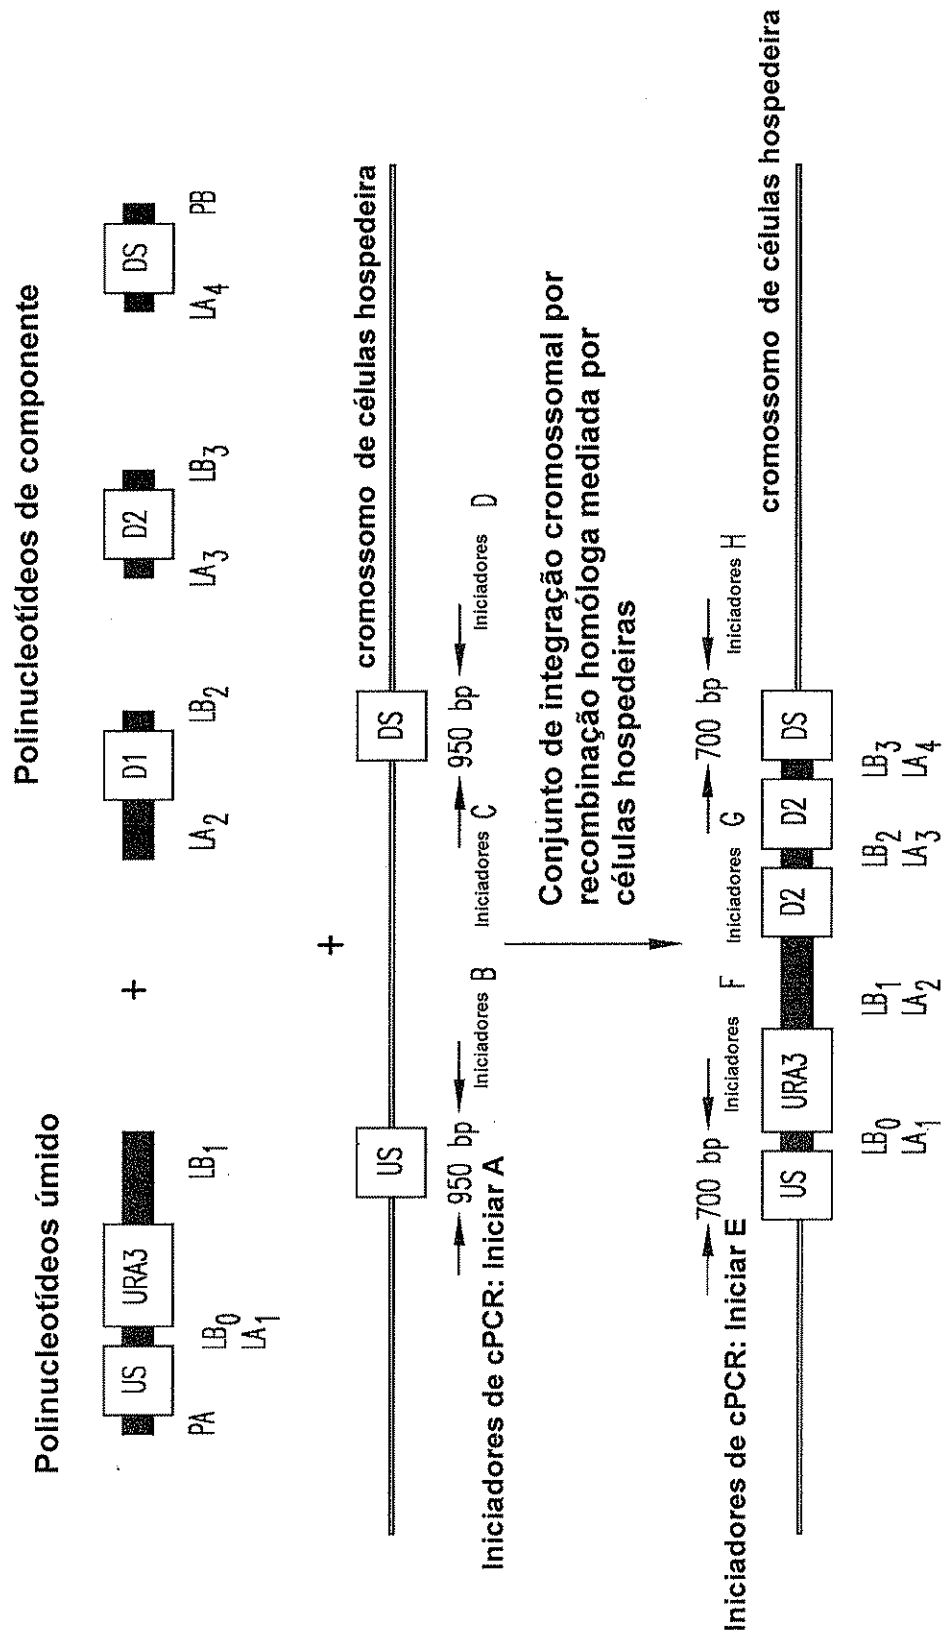 Polinucleotídeos úmido
Polinucleotídeos de componente
US
URA3
+
D1
D2
DS
PA
LB0
LA1
LB1
LA2
LB2
LA3
LB3
LA4
PB
+
cromossomo de células hospedeira
US
DS
950 bp
950 bp
Iniciadores de cPCR: Iniciar A
Iniciadores B
Iniciadores C
Iniciadores D
Conjunto de integração cromossomal por
recombinação homóloga mediada por
células hospedeiras
700 bp
700 bp
Iniciadores de cPCR: Iniciar E
Iniciadores F
Iniciadores G
Iniciadores H
US
URA3
D2
D2
DS
cromossomo de células hospedeira
LB0
LA1
LB1
LA2
LB2
LA3
LB3
LA4